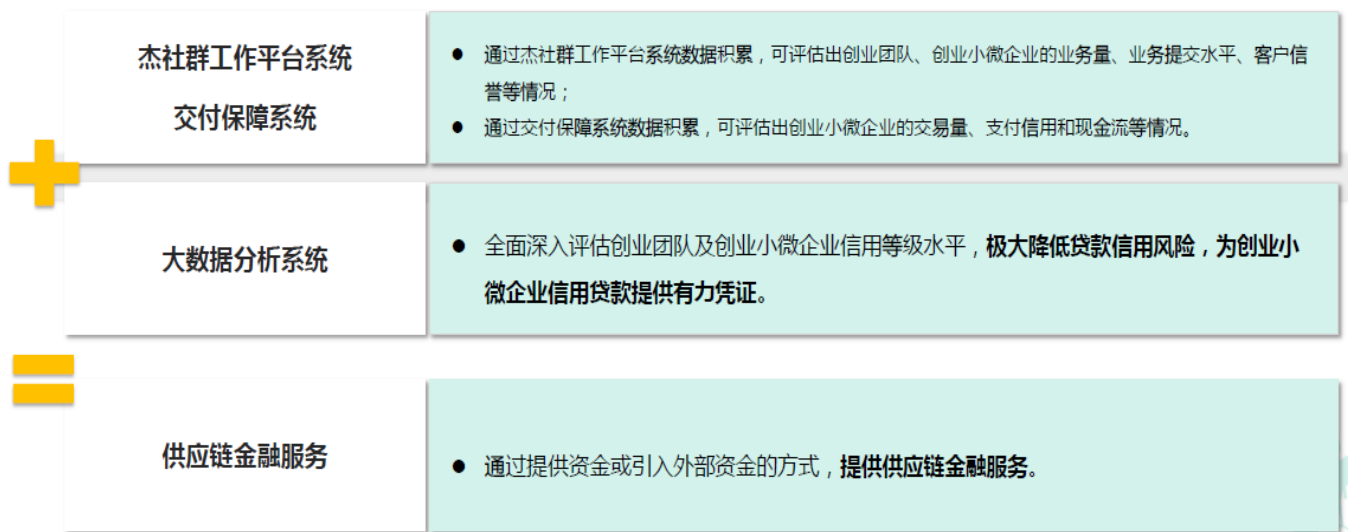 杰社群工作平台系统
交付保障系统
● 通过杰社群工作平台系统数据积累，可评估出创业团队、创业小微企业的业务量、业务提交水平、客户信
誉等情况；
● 通过交付保障系统数据积累，可评估出创业小微企业的交易量、支付信用和现金流等情况。
大数据分析系统
● 全面深入评估创业团队及创业小微企业信用等级水平，极大降低贷款信用风险，为创业小
微企业信用贷款提供有力凭证。
供应链金融服务
● 通过提供资金或引入外部资金的方式，提供供应链金融服务。